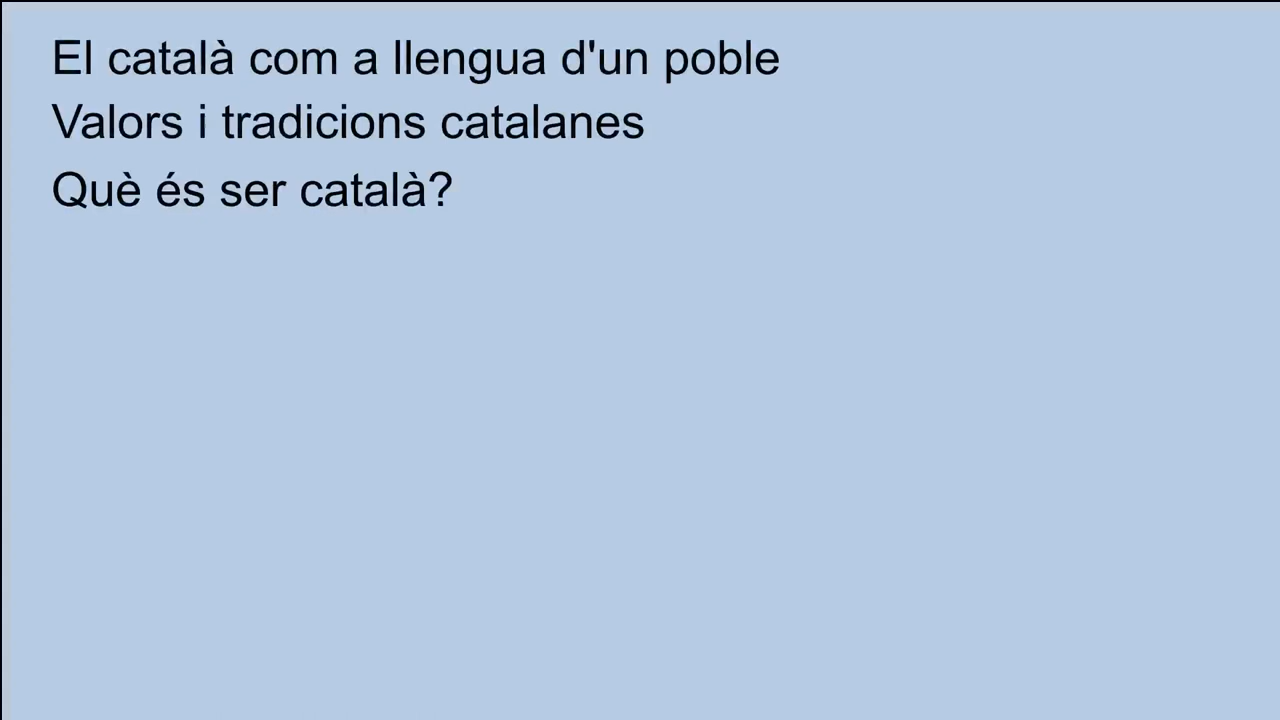 El català com a llengua d'un poble
Valors i tradicions catalanes
Què és ser català?